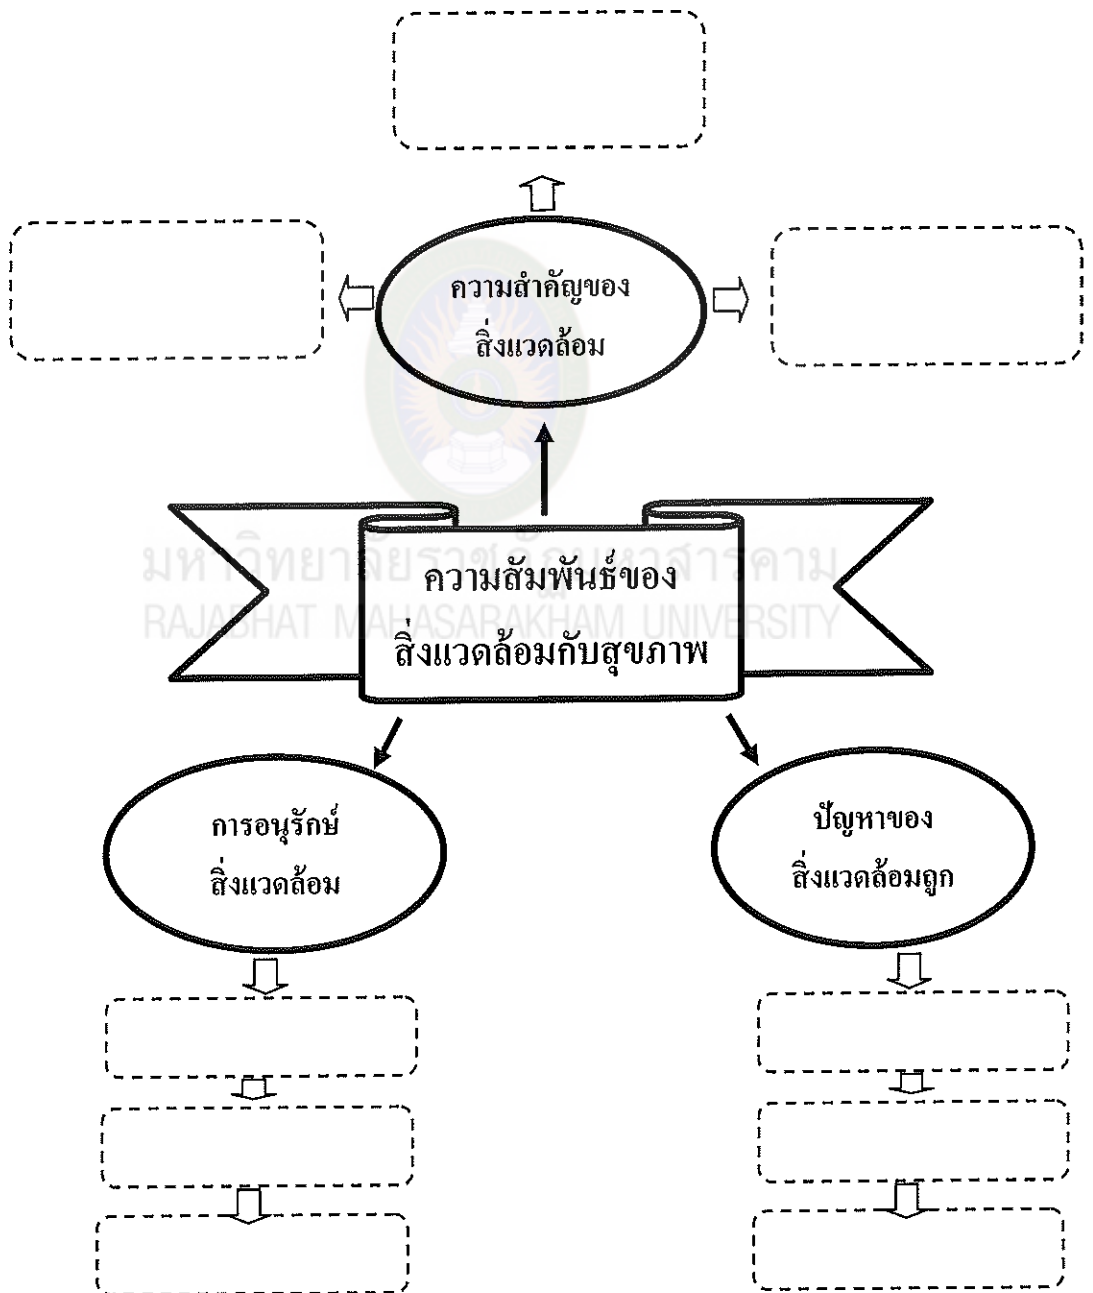 ความสำคัญของ
สิ่งแวดล้อม
มหาวิทยาลัยราชภัฏมหาสารคาม
RAJABHAT MAHASARAKHAM UNIVERSITY
ความสัมพันธ์ของ
สิ่งแวดล้อมกับสุขภาพ
การอนุรักษ์
สิ่งแวดล้อม
ปัญหาของ
สิ่งแวดล้อมถูก